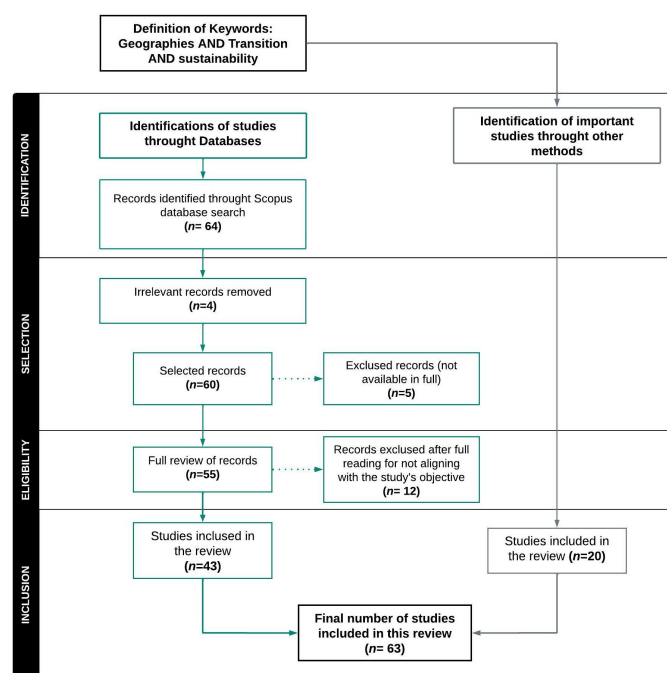 Definition of Keywords:
Geographies AND Transition
AND sustainability
IDENTIFICATION
Identifications of studies
throught Databases
Identification of important
studies throught other
methods
Records identified throught Scopus
database search
(n= 64)
SELECTION
Irrelevant records removed
(n=4)
Selected records
(n=60)
Exclused records (not
available in full)
(n=5)
ELIGIBILITY
Full review of records
(n=55)
Records exclused after full
reading for not aligning
with the study's objective
(n= 12)
INCLUSION
Studies inclused in
the review
(n=43)
Studies included in
the review (n=20)
Final number of studies
included in this review
(n= 63)